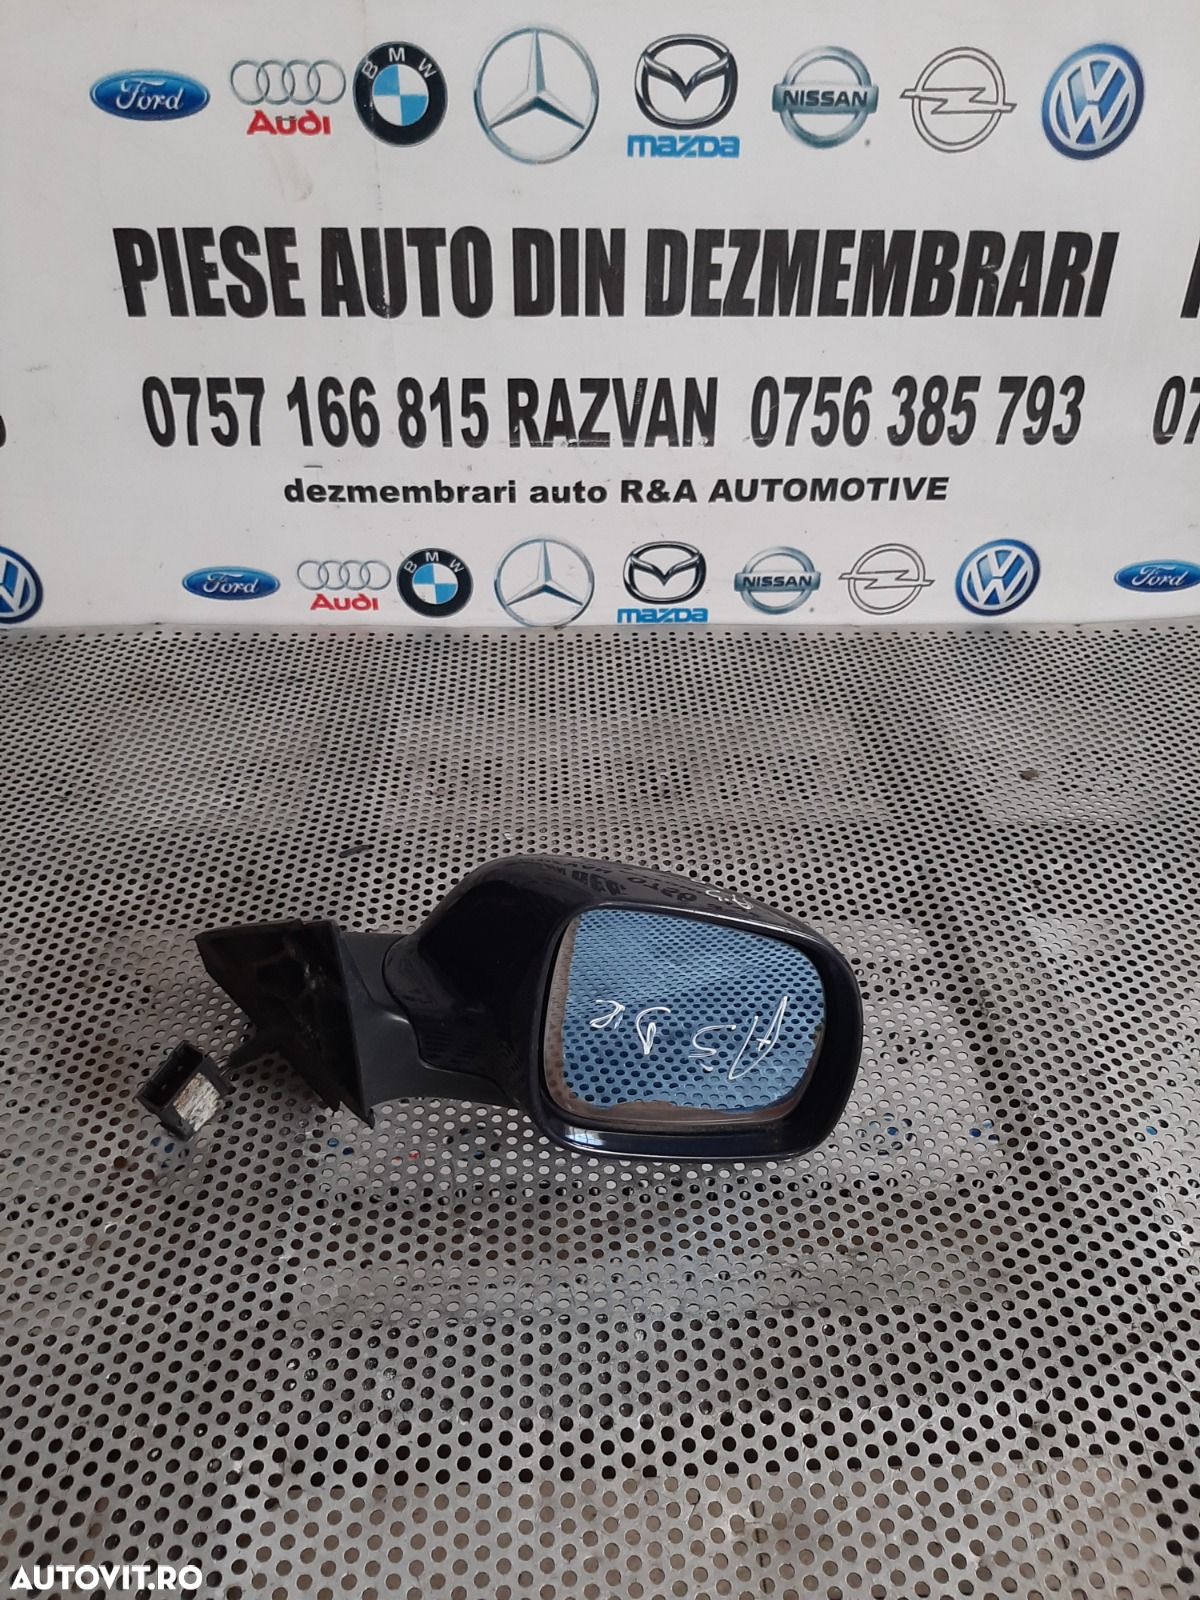 Ford Audi BMW mazda NISSAN
PIESE AUTO DIN DEZMEMBRARI
0757 166 815 RAZVAN 0756 385 793 07
dezmembrari auto R&A AUTOMOTIVE
Ford Audi BMW mazda NISSAN Ford
AUTOVIT.RO